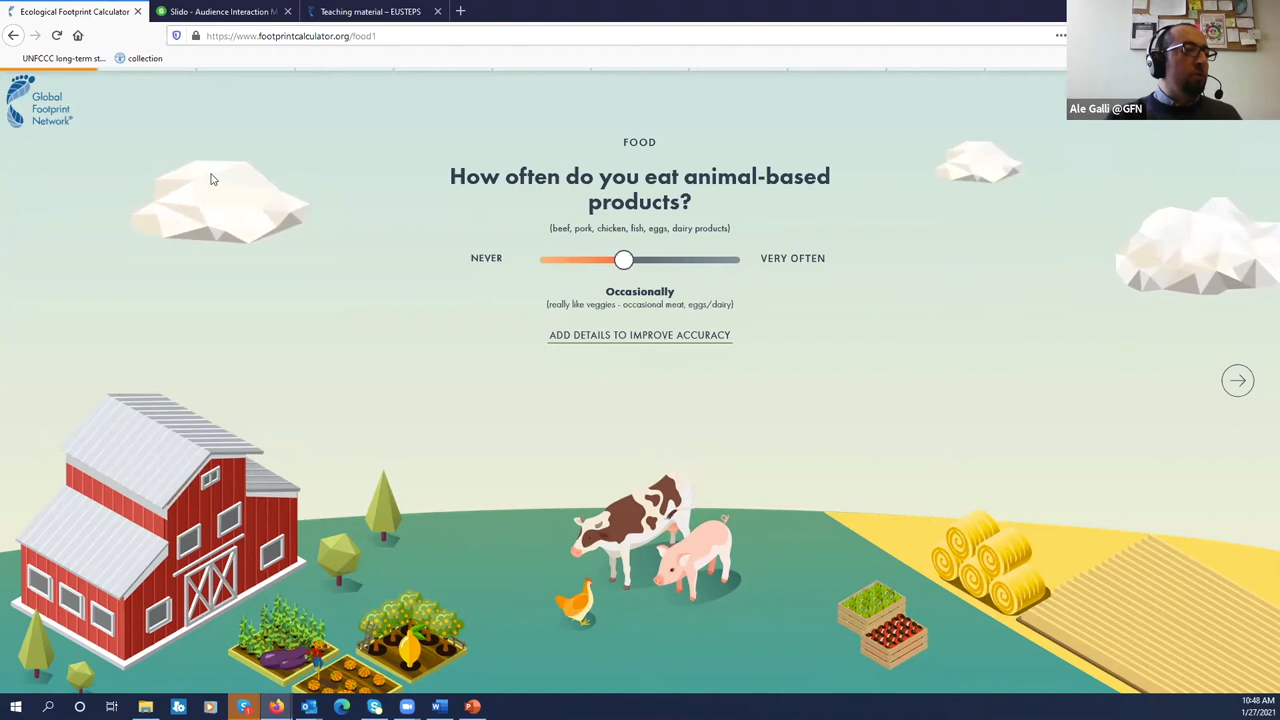 Ecological Footprint Calculator
Slido - Audience Interaction M
Teaching material – EUSTEPS
https://www.footprintcalculator.org/food1
UNFCCC long-term st...
collection
Ale Galli @GFN
Global
Footprint
Network®
FOOD
How often do you eat animal-based
products?
(beef, pork, chicken, fish, eggs, dairy products)
NEVER
VERY OFTEN
Occasionally
(really like veggies - occasional meat, eggs/dairy)
ADD DETAILS TO IMPROVE ACCURACY
10:48 AM
1/27/2021